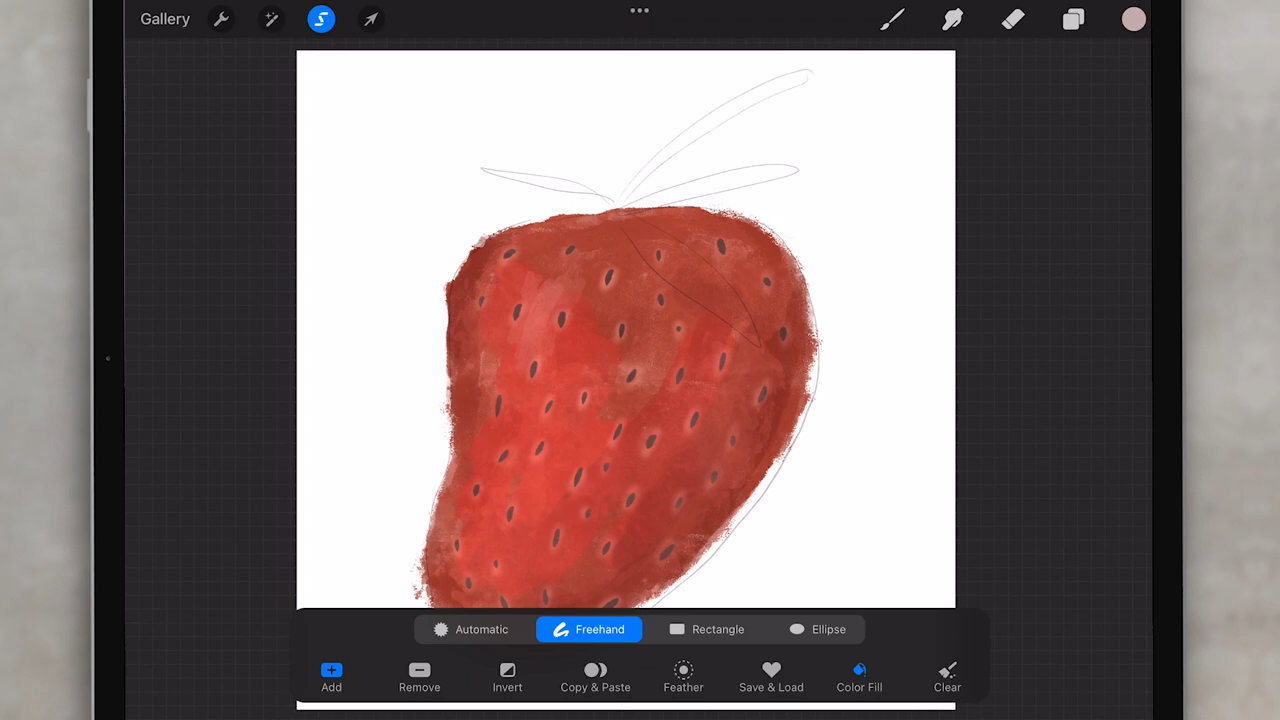 Gallery
Automatic Freehand Rectangle Ellipse
Add Remove Invert Copy & Paste Feather Save & Load Color Fill Clear